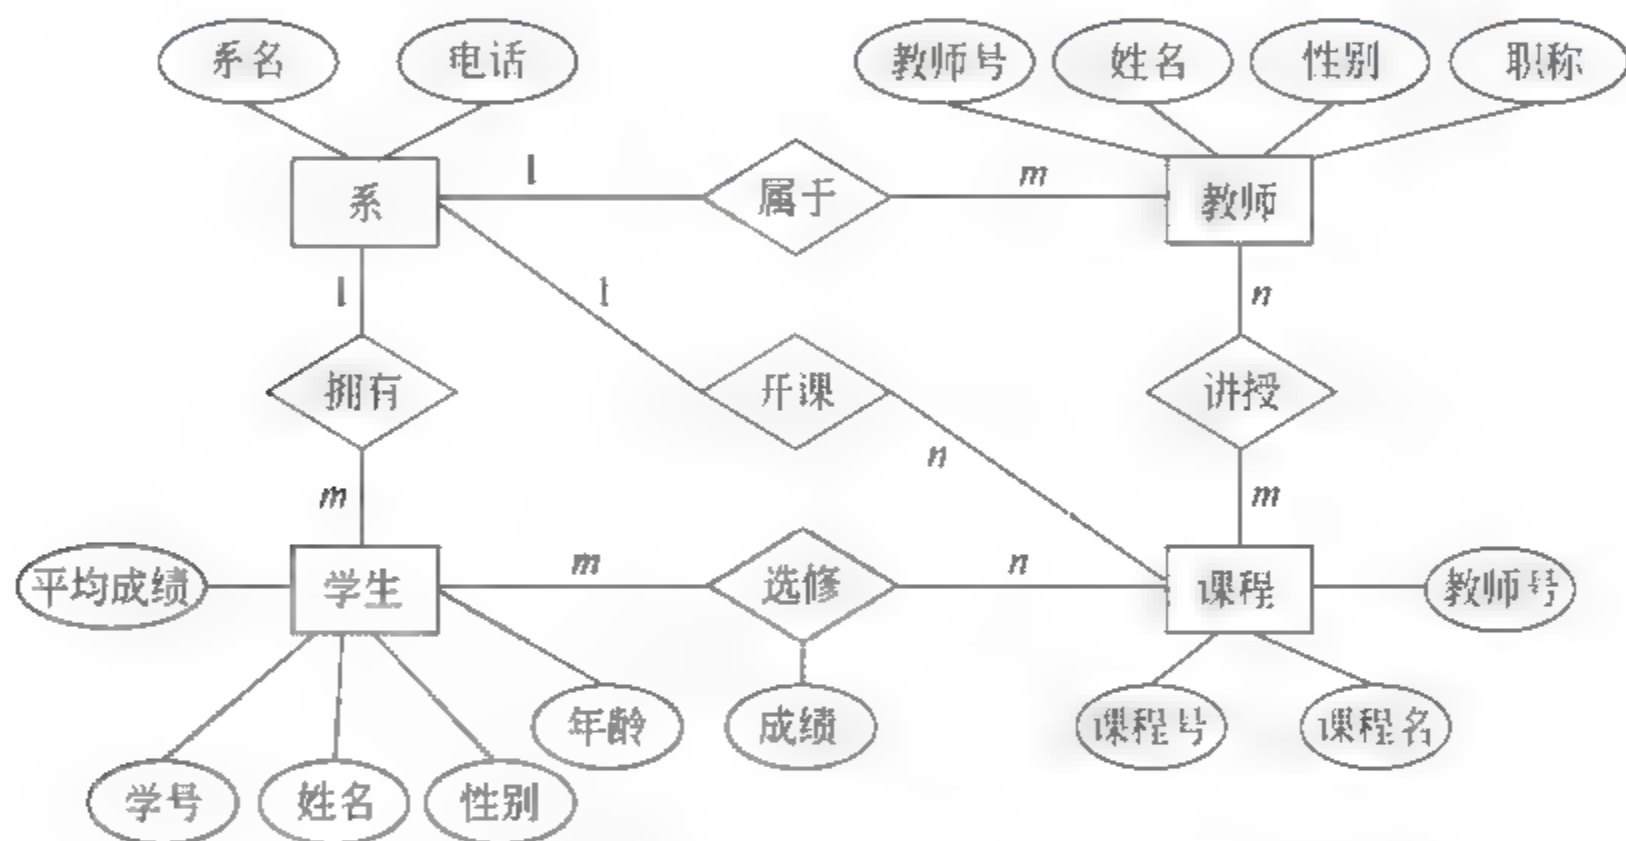 系名 电话 教师号 姓名 性别 职称
系 1 属于 m 教师
1 1 n
拥有 开课 讲授
n
m m
平均成绩 学生 m 选修 n 课程 教师号
年龄 成绩 课程号 课程名
学号 姓名 性别